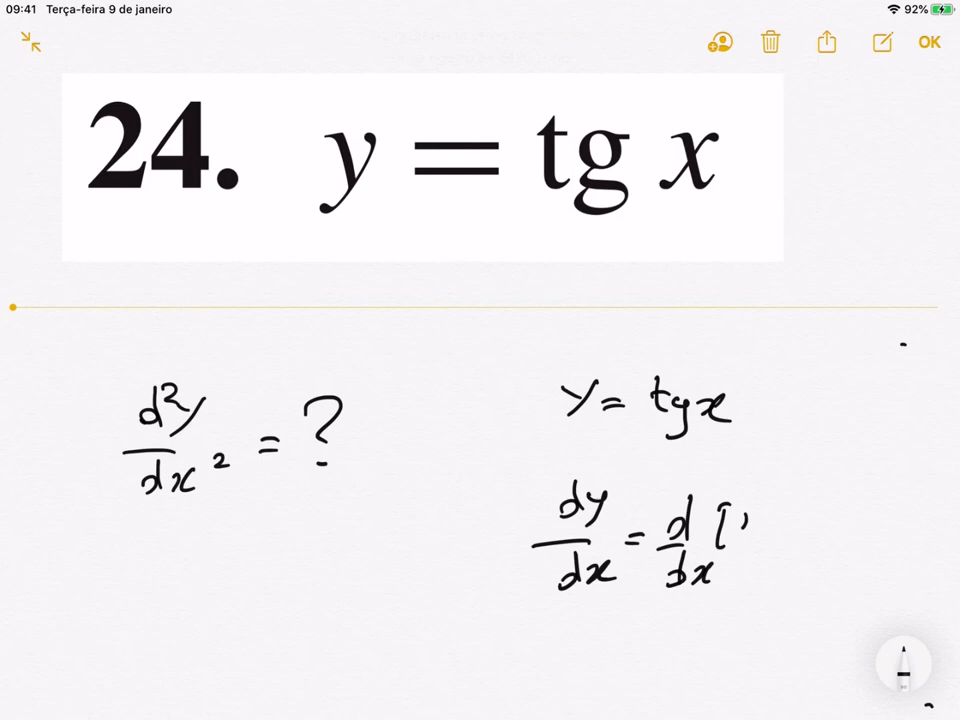 09:41 Terça-feira 9 de janeiro 92%
OK
24. y = tg x
d²y/dx² = ?
y = tgx
dy/dx = d/dx [